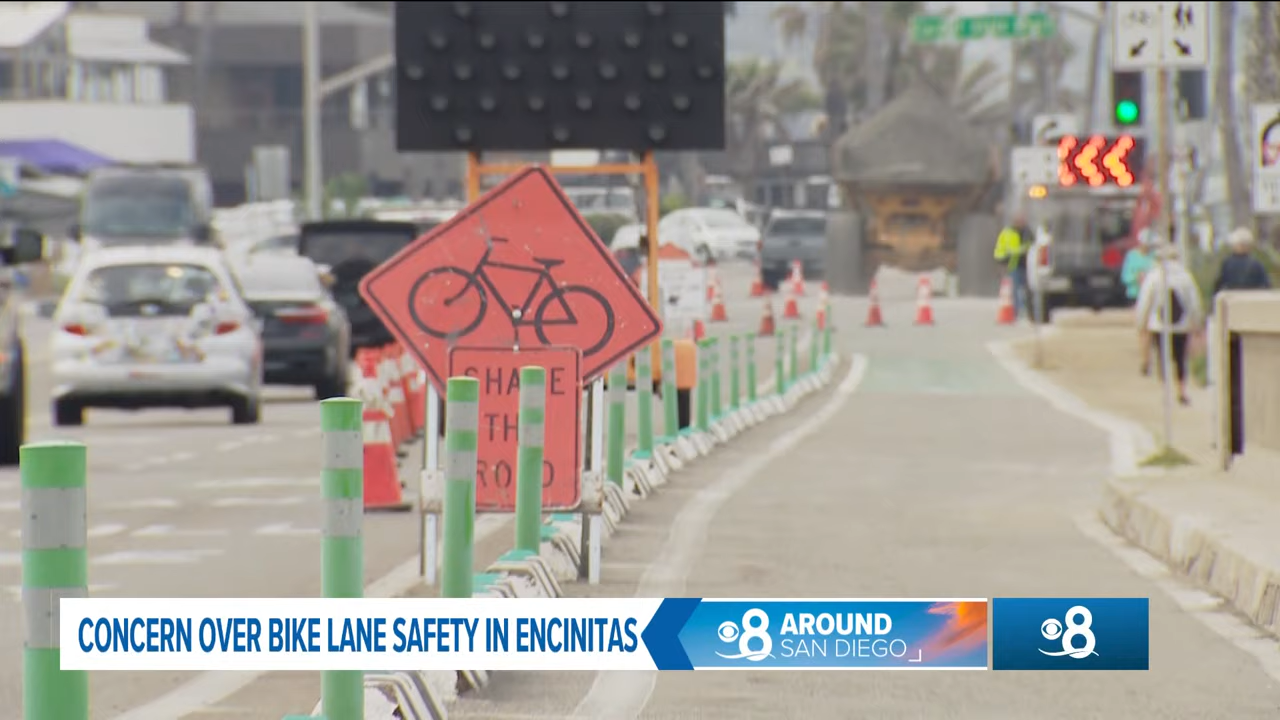 SHARE
THE
ROAD
CONCERN OVER BIKE LANE SAFETY IN ENCINITAS
8 AROUND
SAN DIEGO
8